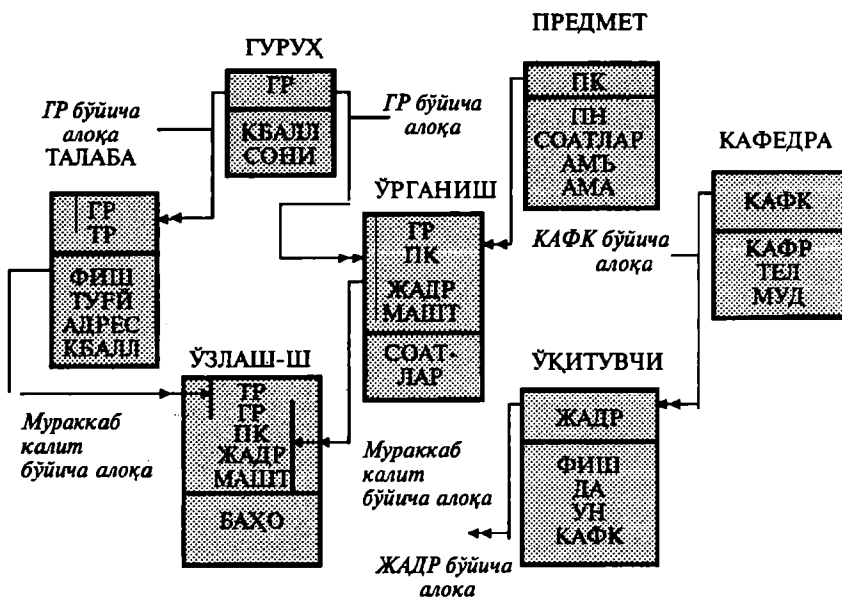 ГУРУҲ
ГР
КБАЛЛ
СОНИ
ПРЕДМЕТ
ПК
ПН
СОАТЛАР
АМЪ
АМА
ГР бўйича
алоқа
ГР бўйича
алоқа
ТАЛАБА
ГР
ТР
ФИШ
ТУҒЙ
АДРЕС
КБАЛЛ
ЎРГАНИШ
ГР
ПК
ЖАДР
МАШТ
СОАТ-
ЛАР
КАФЕДРА
КАФК
КАФР
ТЕЛ
МУД
КАФК бўйича
алоқа
ЎЗЛАШ-Ш
ТР
ГР
ПК
ЖАДР
МАШТ
БАҲО
Мураккаб
калит
бўйича алоқа
Мураккаб
калит
бўйича алоқа
ЎҚИТУВЧИ
ЖАДР
ФИШ
ДА
УН
КАФК
ЖАДР бўйича
алока